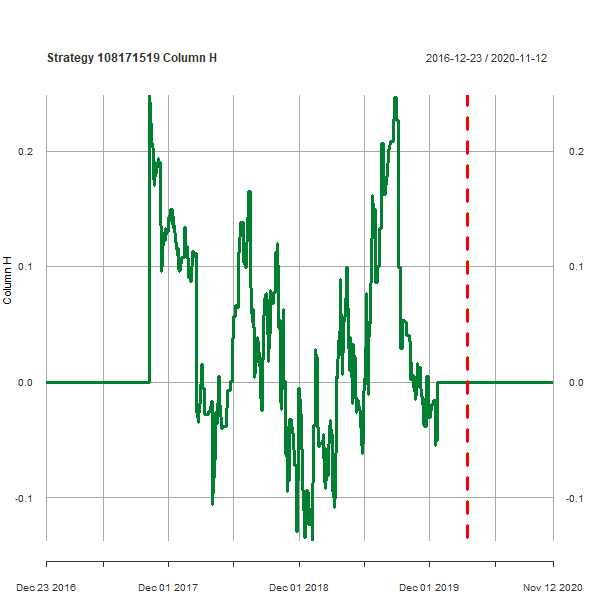 Strategy 108171519 Column H 2016-12-23 / 2020-11-12
0.2 0.2
0.1 0.1
Column H
0.0 0.0
-0.1 -0.1
Dec 23 2016 Dec 01 2017 Dec 01 2018 Dec 01 2019 Nov 12 2020